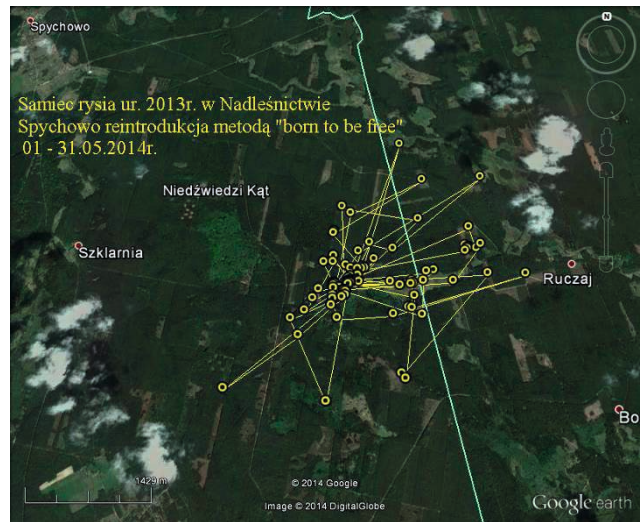 Spychowo
Samiec rysia ur. 2013r. w Nadleśnictwie
Spychowo reintrodukcja metodą "born to be free"
01 - 31.05.2014r.
Niedźwiedzi Kąt
Szklarnia
Ruczaj
Bo
1429 m
© 2014 Google
Image © 2014 DigitalGlobe
Google earth
N